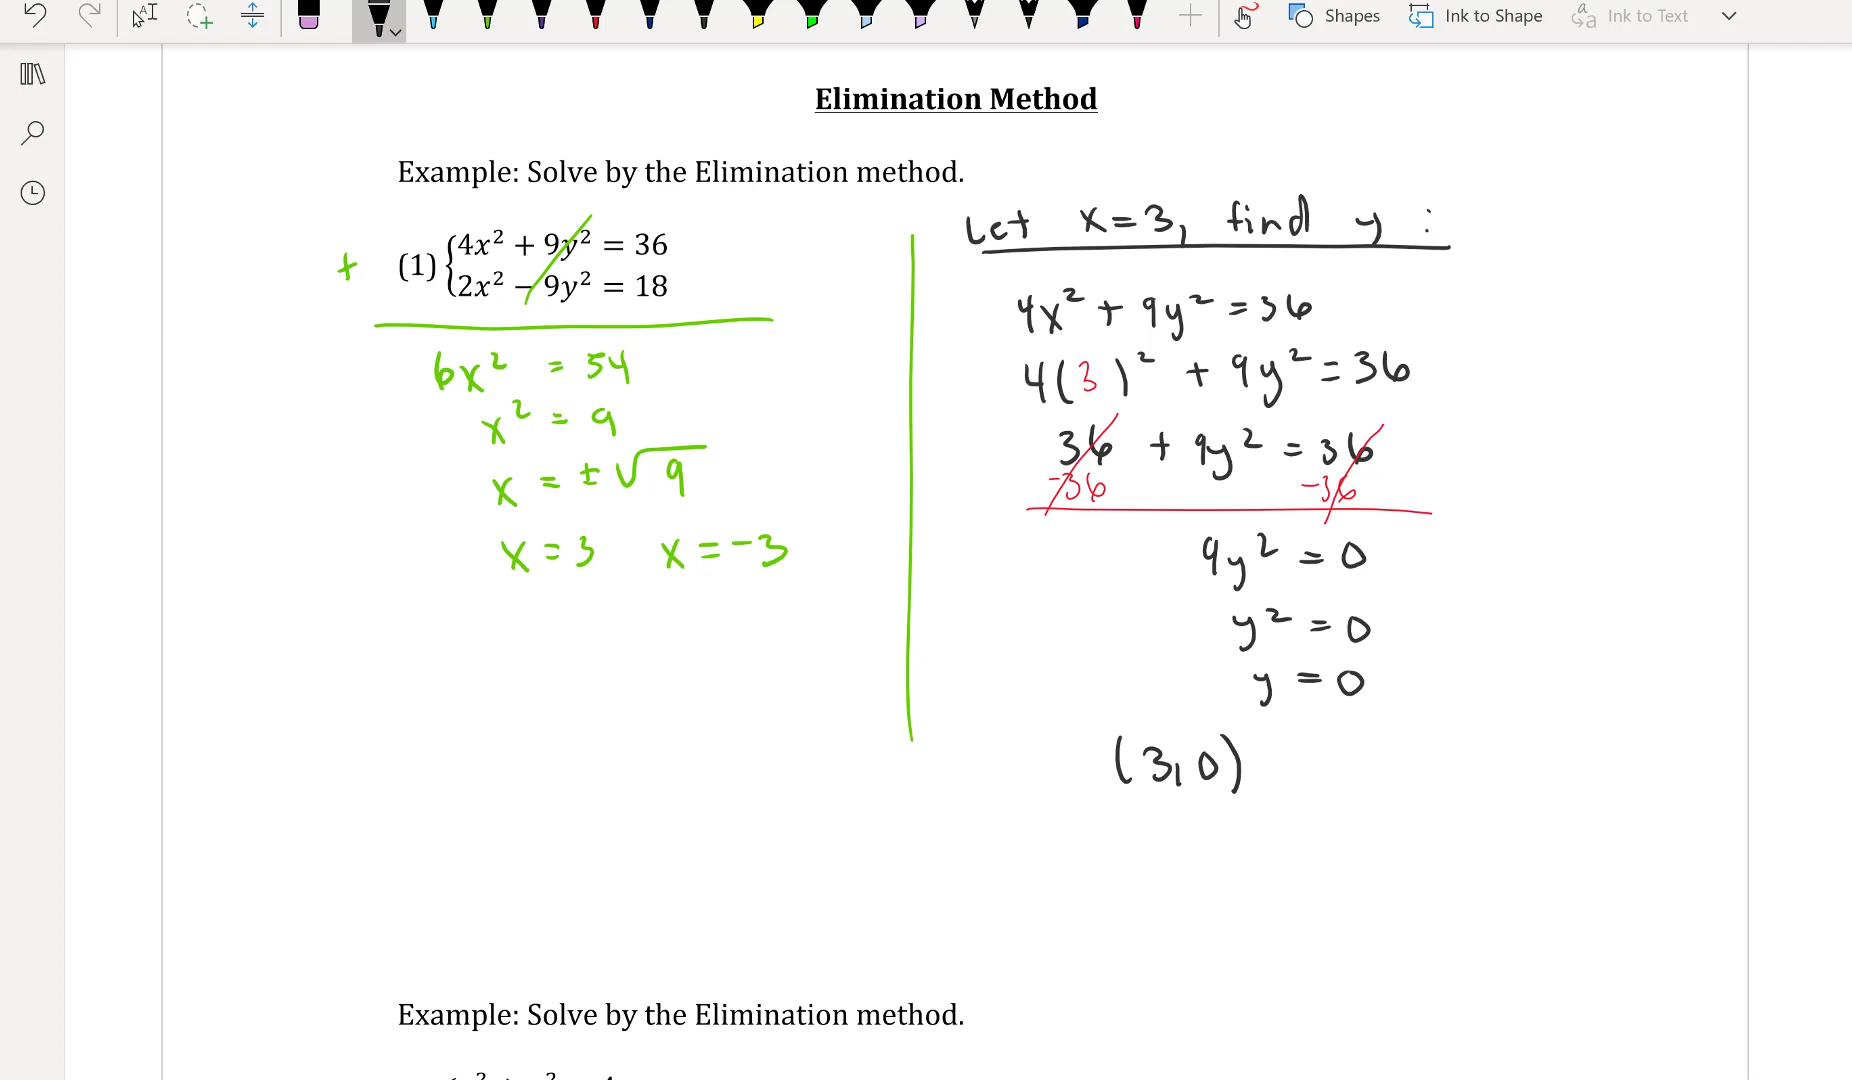 Shapes Ink to Shape Ink to Text
Elimination Method
Example: Solve by the Elimination method.
+ (1) {4x² + 9y² = 36
2x² − 9y² = 18
6x² = 54
x² = 9
x = ±√9
x = 3 x = -3
Let x=3, find y :
4x² + 9y² = 36
4(3)² + 9y² = 36
36 + 9y² = 36
-36 -36
9y² = 0
y² = 0
y = 0
(3,0)
Example: Solve by the Elimination method.